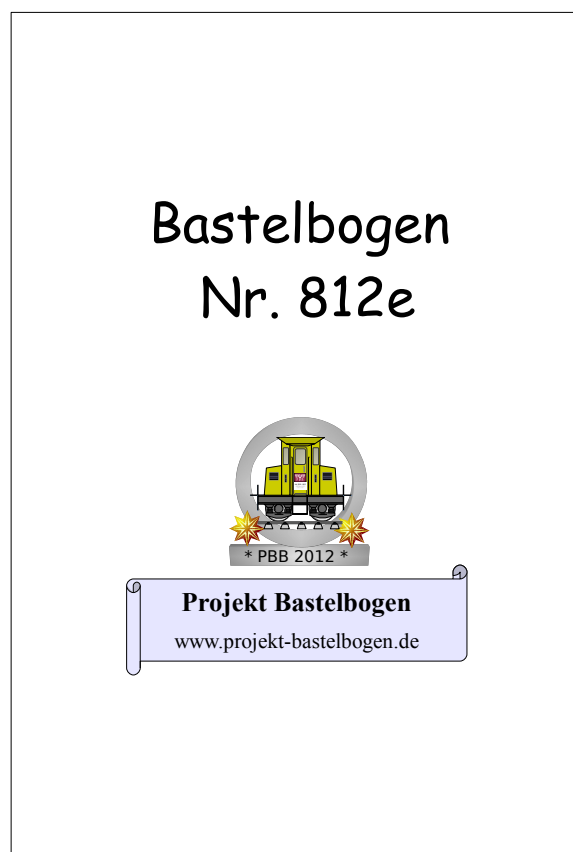 Bastelbogen
Nr. 812e
* PBB 2012 *
Projekt Bastelbogen
www.projekt-bastelbogen.de